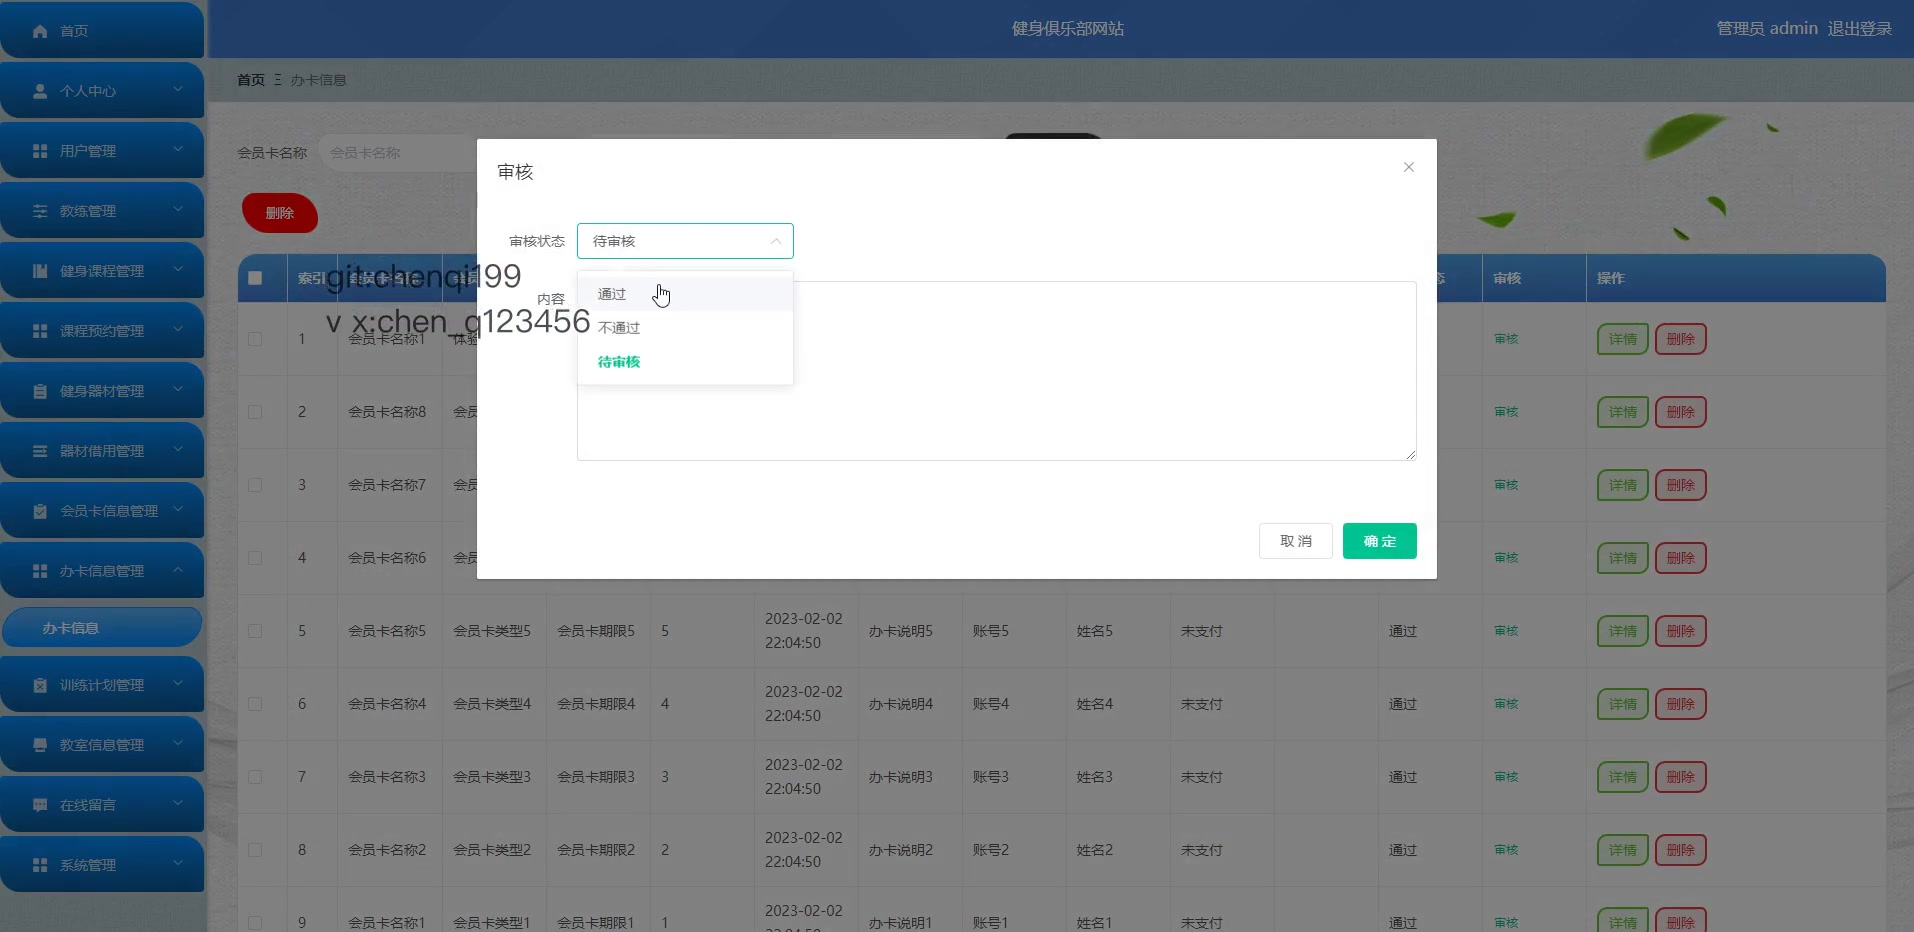 首页
健身俱乐部网站
管理员 admin 退出登录
个人中心
首页 办卡信息
用户管理
会员卡名称 会员卡名称
审核
教练管理
删除
审核状态 待审核
健身课程管理
索引
审核 操作
git:chenqi199
内容
通过
v x:chen_q123456
不通过
待审核
课程预约管理
1 会员卡名称1 体验 审核 详情 删除
健身器材管理
2 会员卡名称8 会员 审核 详情 删除
器材借用管理
3 会员卡名称7 会员 审核 详情 删除
会员卡信息管理
取消 确定
4 会员卡名称6 会员 审核 详情 删除
办卡信息管理
办卡信息
5 会员卡名称5 会员卡类型5 会员卡期限5 5 2023-02-02 22:04:50 办卡说明5 账号5 姓名5 未支付 通过 审核 详情 删除
训练计划管理
6 会员卡名称4 会员卡类型4 会员卡期限4 4 2023-02-02 22:04:50 办卡说明4 账号4 姓名4 未支付 通过 审核 详情 删除
教室信息管理
7 会员卡名称3 会员卡类型3 会员卡期限3 3 2023-02-02 22:04:50 办卡说明3 账号3 姓名3 未支付 通过 审核 详情 删除
在线留言
8 会员卡名称2 会员卡类型2 会员卡期限2 2 2023-02-02 22:04:50 办卡说明2 账号2 姓名2 未支付 通过 审核 详情 删除
系统管理
9 会员卡名称1 会员卡类型1 会员卡期限1 1 2023-02-02 办卡说明1 账号1 姓名1 未支付 通过 审核 详情 删除